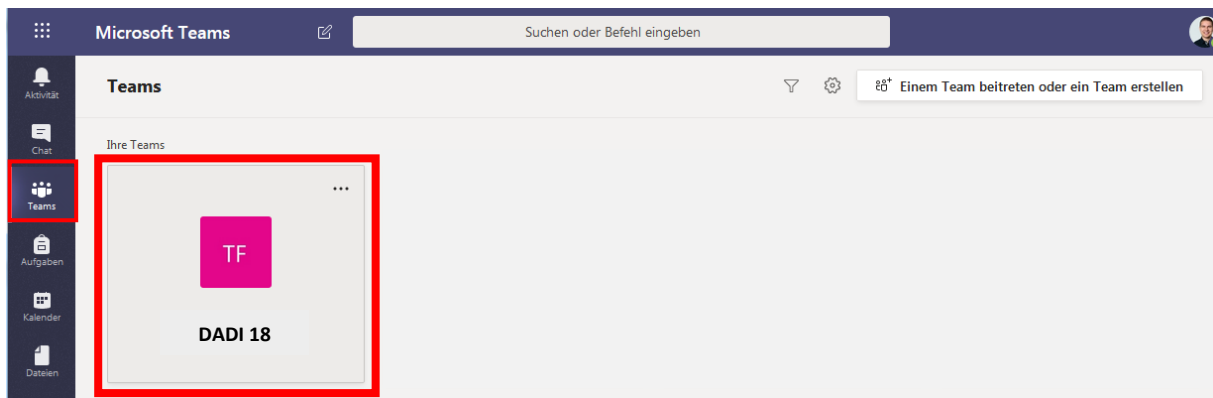 Microsoft Teams
Suchen oder Befehl eingeben
Aktivität
Teams
Einem Team beitreten oder ein Team erstellen
Chat
Ihre Teams
Teams
...
TF
Aufgaben
Kalender
DADI 18
Dateien